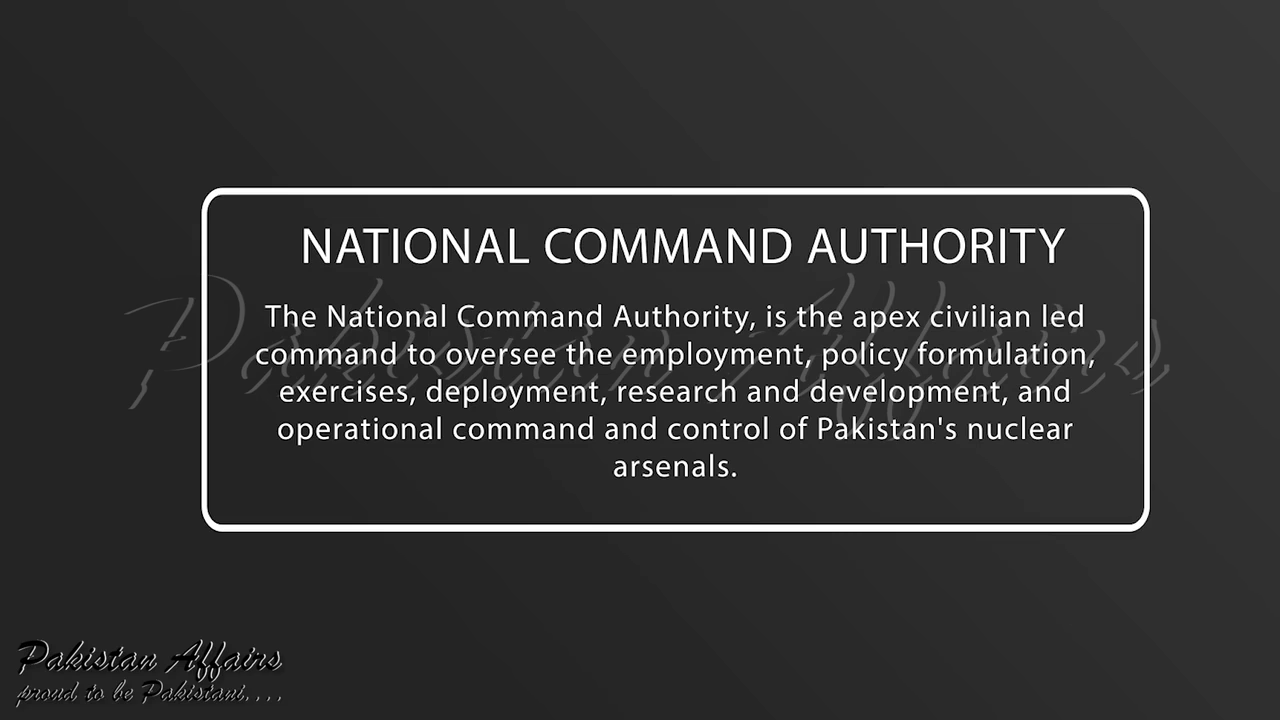 NATIONAL COMMAND AUTHORITY
The National Command Authority, is the apex civilian led
command to oversee the employment, policy formulation,
exercises, deployment, research and development, and
operational command and control of Pakistan's nuclear
arsenals.
Pakistan Affairs
Pakistan Affairs
proud to be Pakistani....